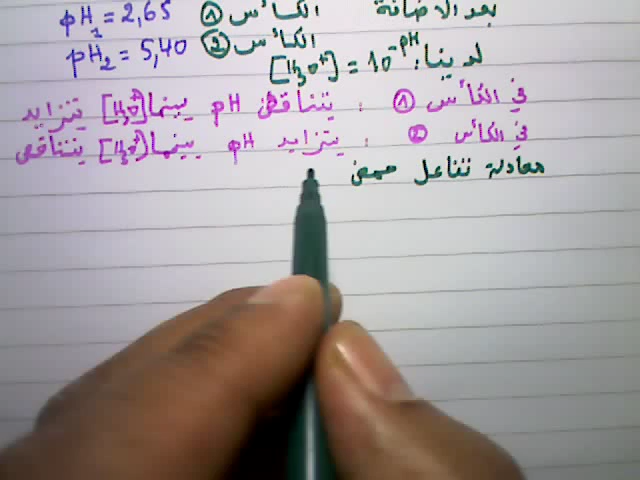 بعد الاضافة الكأس ① pH₁ = 2,65
الكأس ② pH₂ = 5,40
لدينا: [H₃O⁺] = 10⁻ᵖᴴ
في الكأس ① : يتناقص pH بينما [H₃O⁺] يتزايد
في الكأس ② : يتزايد pH بينما [H₃O⁺] يتناقص
معادلة تفاعل حمض